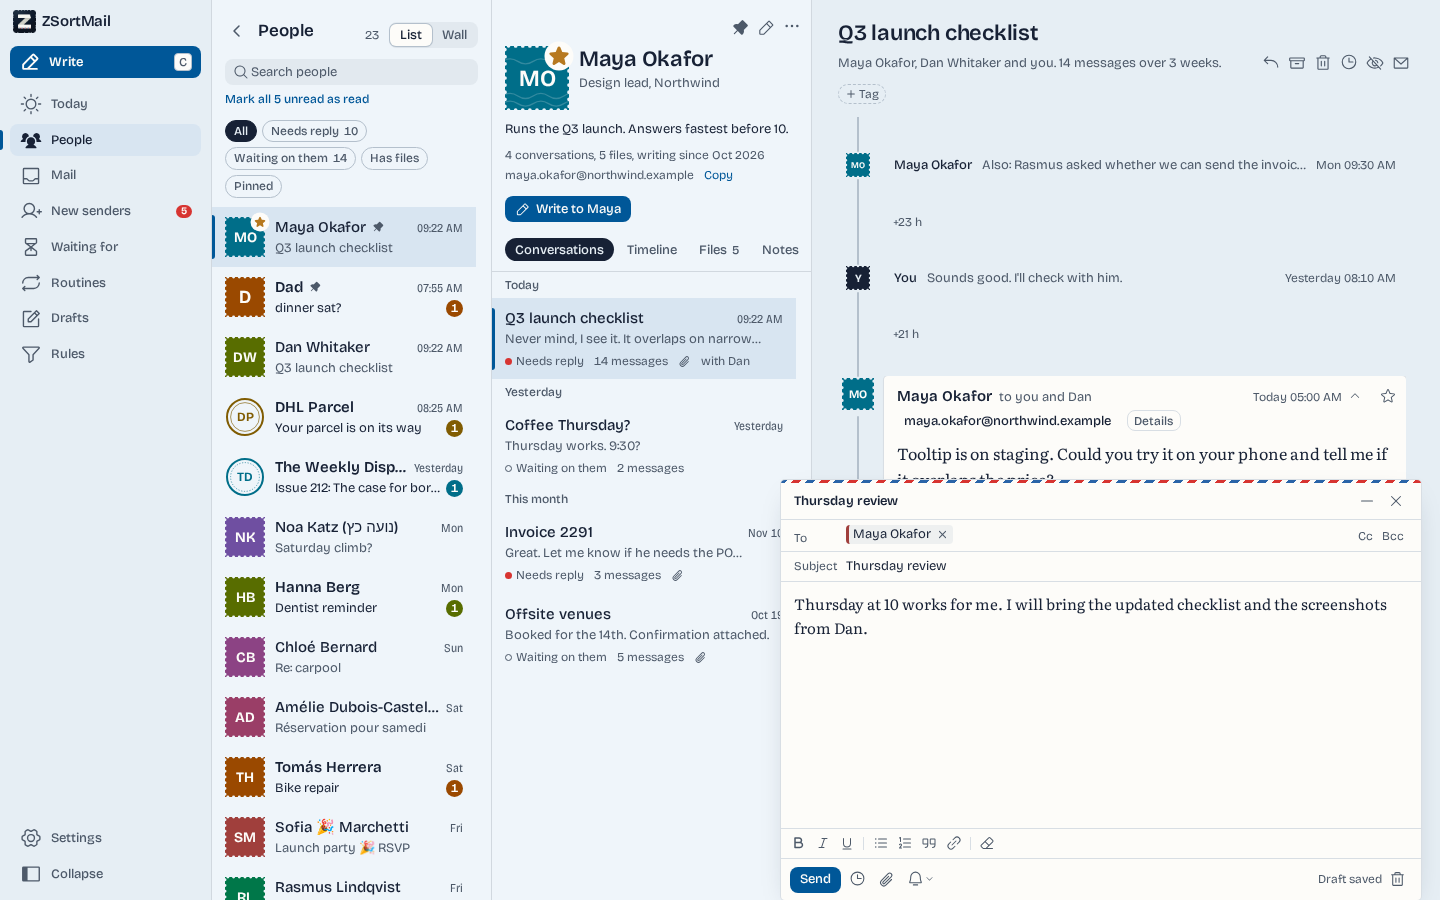 ZSortMail
Write C
Today
People
Mail
New senders 5
Waiting for
Routines
Drafts
Rules
Settings
Collapse
People 23 List Wall
Search people
Mark all 5 unread as read
All Needs reply 10
Waiting on them 14 Has files
Pinned
MO Maya Okafor 09:22 AM
Q3 launch checklist
D Dad 07:55 AM
dinner sat? 1
DW Dan Whitaker 09:22 AM
Q3 launch checklist
DP DHL Parcel 08:25 AM
Your parcel is on its way 1
TD The Weekly Disp... Yesterday
Issue 212: The case for bor... 1
NK Noa Katz (נועה כץ) Mon
Saturday climb?
HB Hanna Berg Mon
Dentist reminder 1
CB Chloé Bernard Sun
Re: carpool
AD Amélie Dubois-Castel... Sat
Réservation pour samedi
TH Tomás Herrera Sat
Bike repair 1
SM Sofia 🎉 Marchetti Fri
Launch party 🎉 RSVP
RL Rasmus Lindqvist Fri
MO Maya Okafor
Design lead, Northwind
Runs the Q3 launch. Answers fastest before 10.
4 conversations, 5 files, writing since Oct 2026
maya.okafor@northwind.example Copy
Write to Maya
Conversations Timeline Files 5 Notes
Today
Q3 launch checklist 09:22 AM
Never mind, I see it. It overlaps on narrow...
Needs reply 14 messages with Dan
Yesterday
Coffee Thursday? Yesterday
Thursday works. 9:30?
Waiting on them 2 messages
This month
Invoice 2291 Nov 10
Great. Let me know if he needs the PO...
Needs reply 3 messages
Offsite venues Oct 19
Booked for the 14th. Confirmation attached.
Waiting on them 5 messages
Q3 launch checklist
Maya Okafor, Dan Whitaker and you. 14 messages over 3 weeks.
+ Tag
MO Maya Okafor Also: Rasmus asked whether we can send the invoic... Mon 09:30 AM
+23 h
Y You Sounds good. I'll check with him. Yesterday 08:10 AM
+21 h
MO Maya Okafor to you and Dan Today 05:00 AM
maya.okafor@northwind.example Details
Tooltip is on staging. Could you try it on your phone and tell me if
it overlaps the price?
Thursday review
To Maya Okafor × Cc Bcc
Subject Thursday review
Thursday at 10 works for me. I will bring the updated checklist and the screenshots
from Dan.
B I U
Send Draft saved